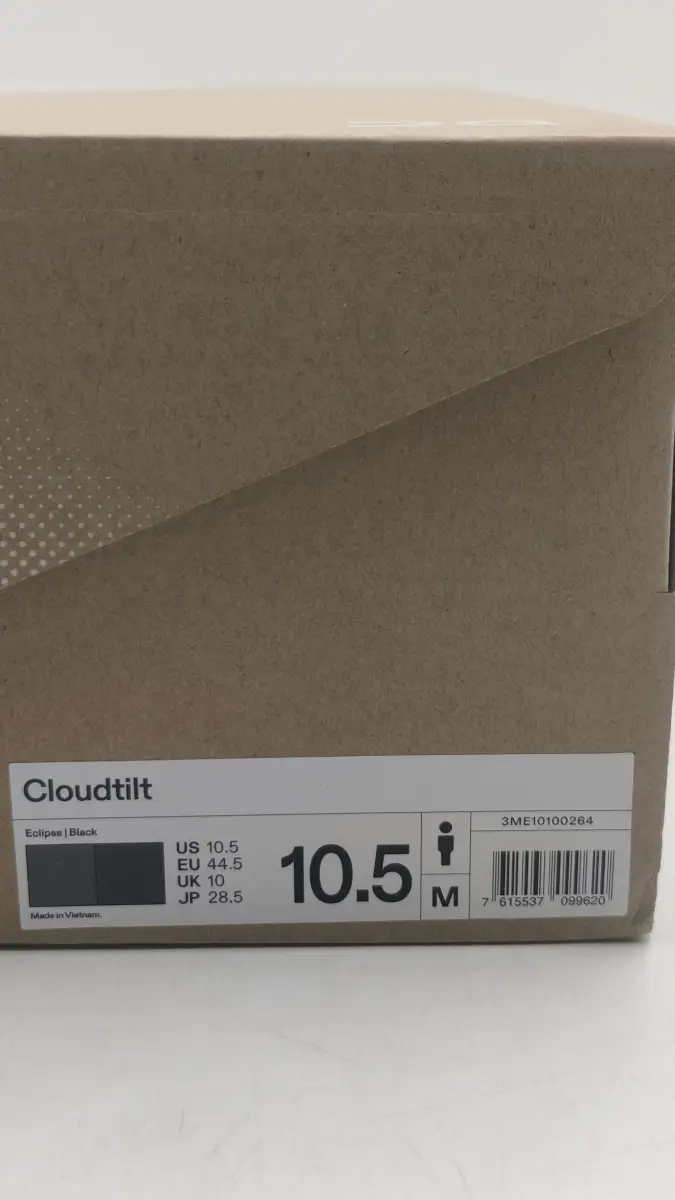 Cloudtilt
Eclipse | Black
US 10.5
EU 44.5
UK 10
JP 28.5
Made in Vietnam.
10.5
M
3ME10100264
7 615537 099620